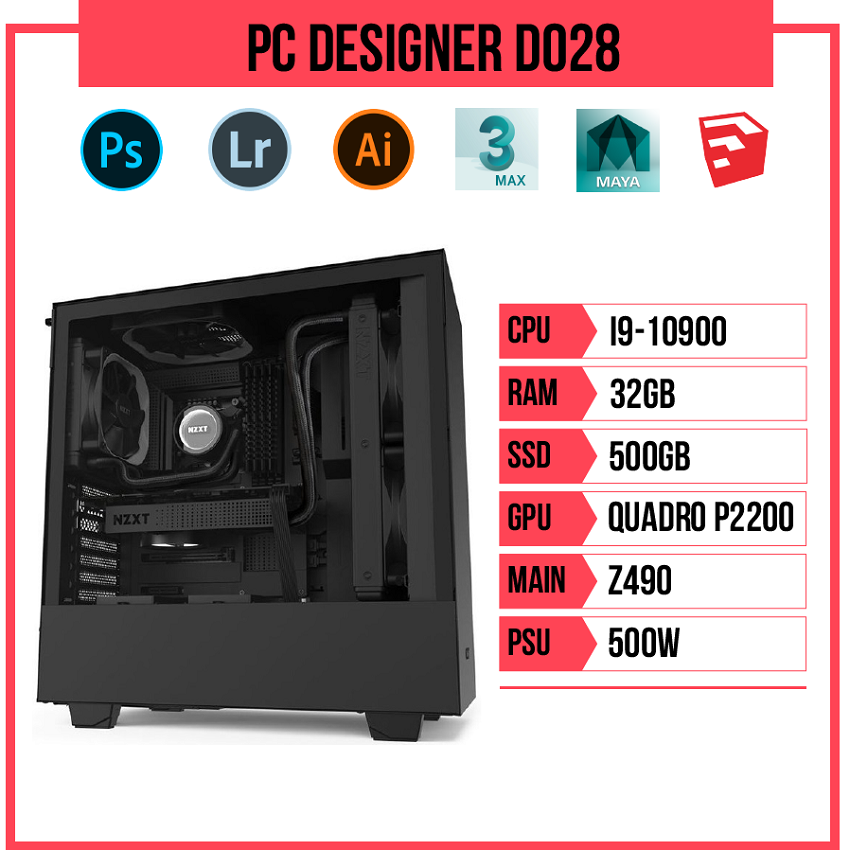 PC DESIGNER D028
Ps
Lr
Ai
3
MAX
MAYA
NZXT
NZXT
NZXT
CPU I9-10900
RAM 32GB
SSD 500GB
GPU QUADRO P2200
MAIN Z490
PSU 500W